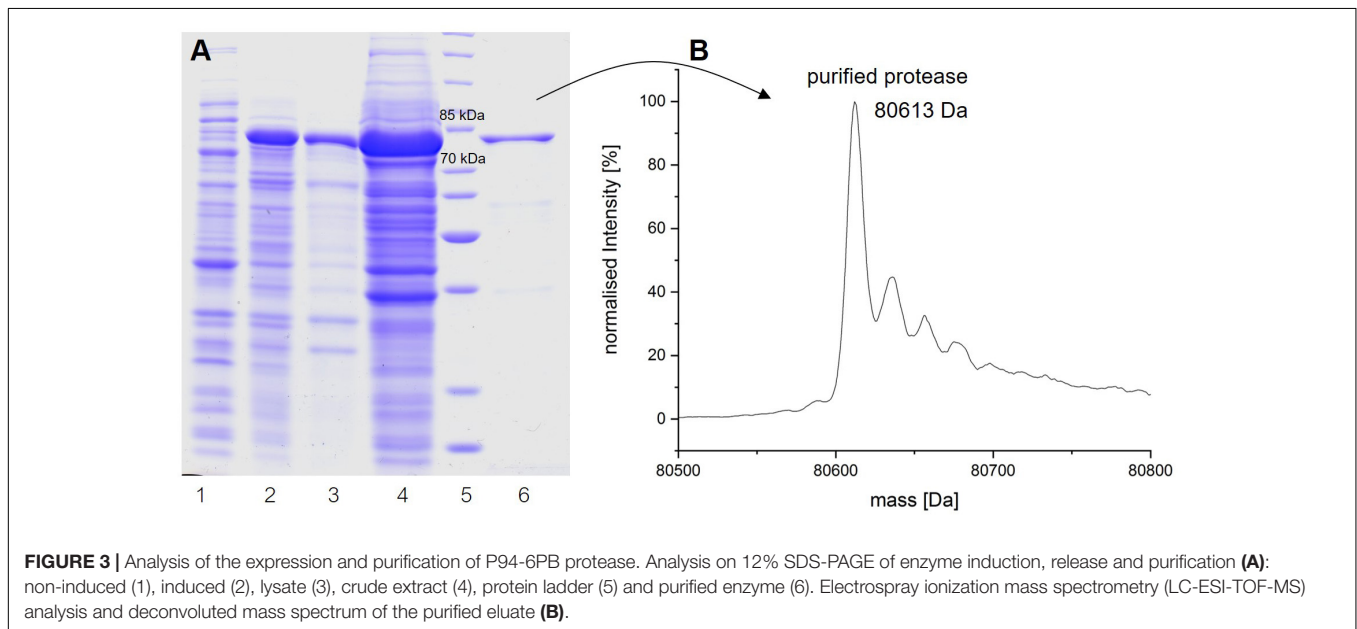 A
85 kDa
70 kDa
1 2 3 4 5 6
B
purified protease
80613 Da
normalised Intensity [%]
100
80
60
40
20
0
80500 80600 80700 80800
mass [Da]
FIGURE 3 | Analysis of the expression and purification of P94-6PB protease. Analysis on 12% SDS-PAGE of enzyme induction, release and purification (A):
non-induced (1), induced (2), lysate (3), crude extract (4), protein ladder (5) and purified enzyme (6). Electrospray ionization mass spectrometry (LC-ESI-TOF-MS)
analysis and deconvoluted mass spectrum of the purified eluate (B).